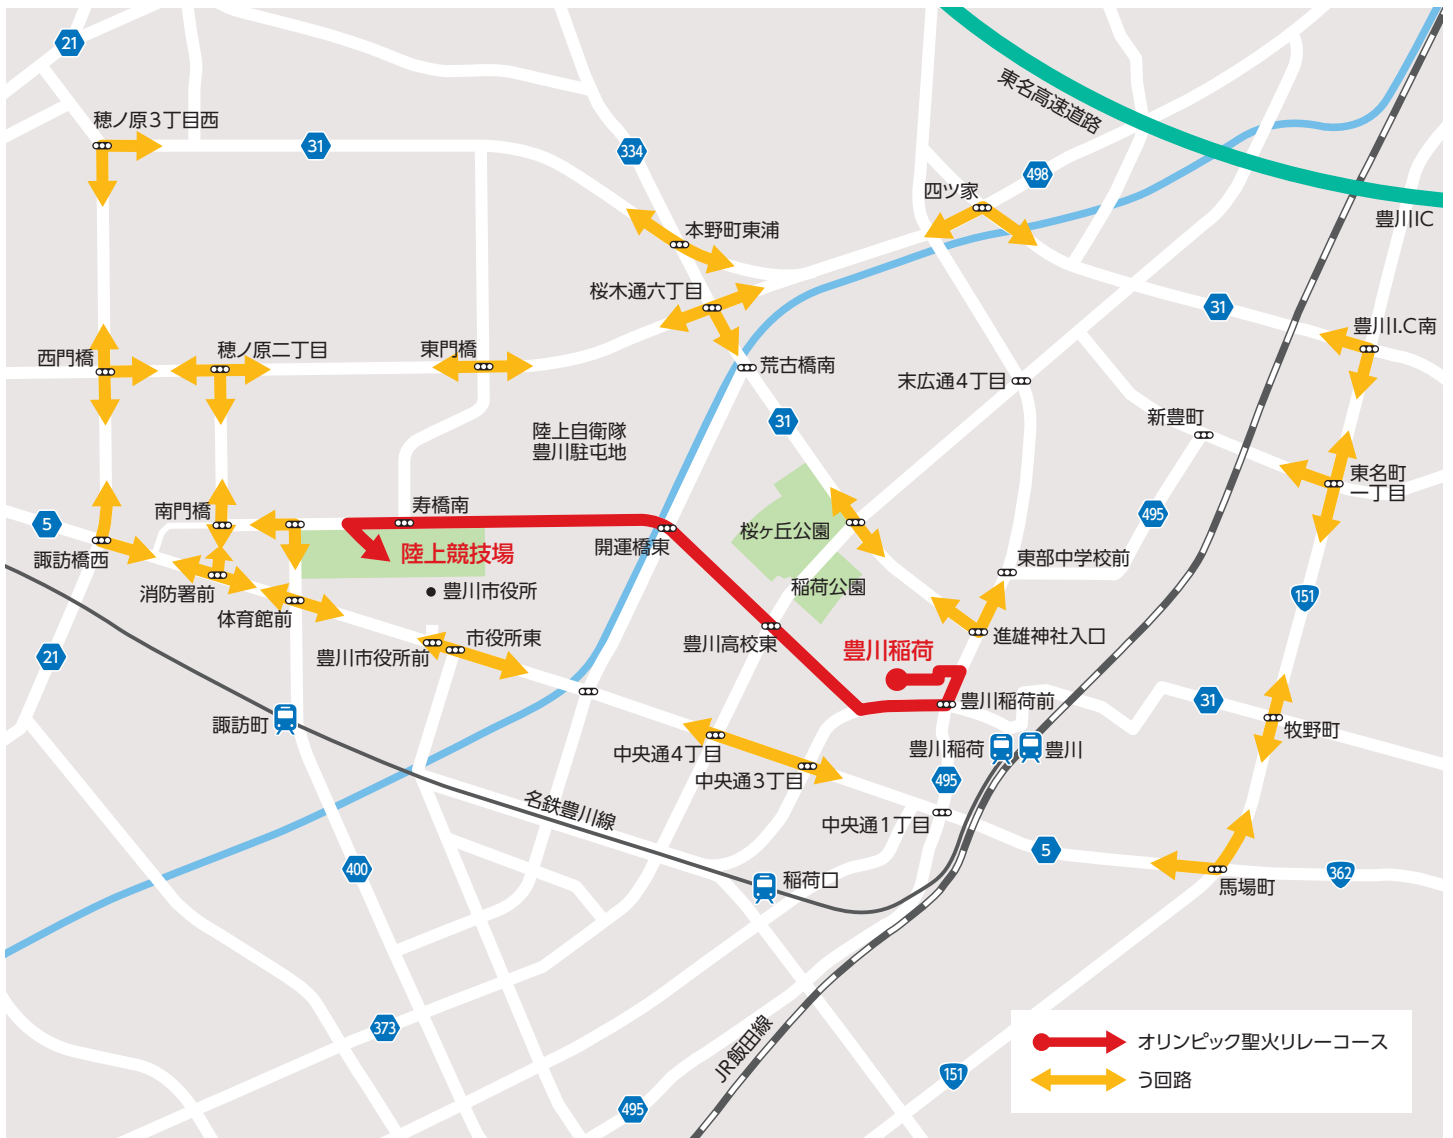 21
東名高速道路
穂ノ原3丁目西
31
334
498
四ツ家
豊川IC
本野町東浦
桜木通六丁目
31
豊川I.C南
西門橋
穂ノ原二丁目
東門橋
荒古橋南
末広通4丁目
31
新豊町
陸上自衛隊
豊川駐屯地
東名町
一丁目
5
南門橋
寿橋南
495
桜ヶ丘公園
諏訪橋西
陸上競技場
開運橋東
東部中学校前
消防署前
豊川市役所
稲荷公園
151
体育館前
21
豊川市役所前
市役所東
豊川高校東
豊川稲荷
進雄神社入口
豊川稲荷前
31
諏訪町
牧野町
中央通4丁目
豊川稲荷
豊川
中央通3丁目
495
名鉄豊川線
中央通1丁目
5
400
稲荷口
馬場町
362
373
JR飯田線
オリンピック聖火リレーコース
151
う回路
495